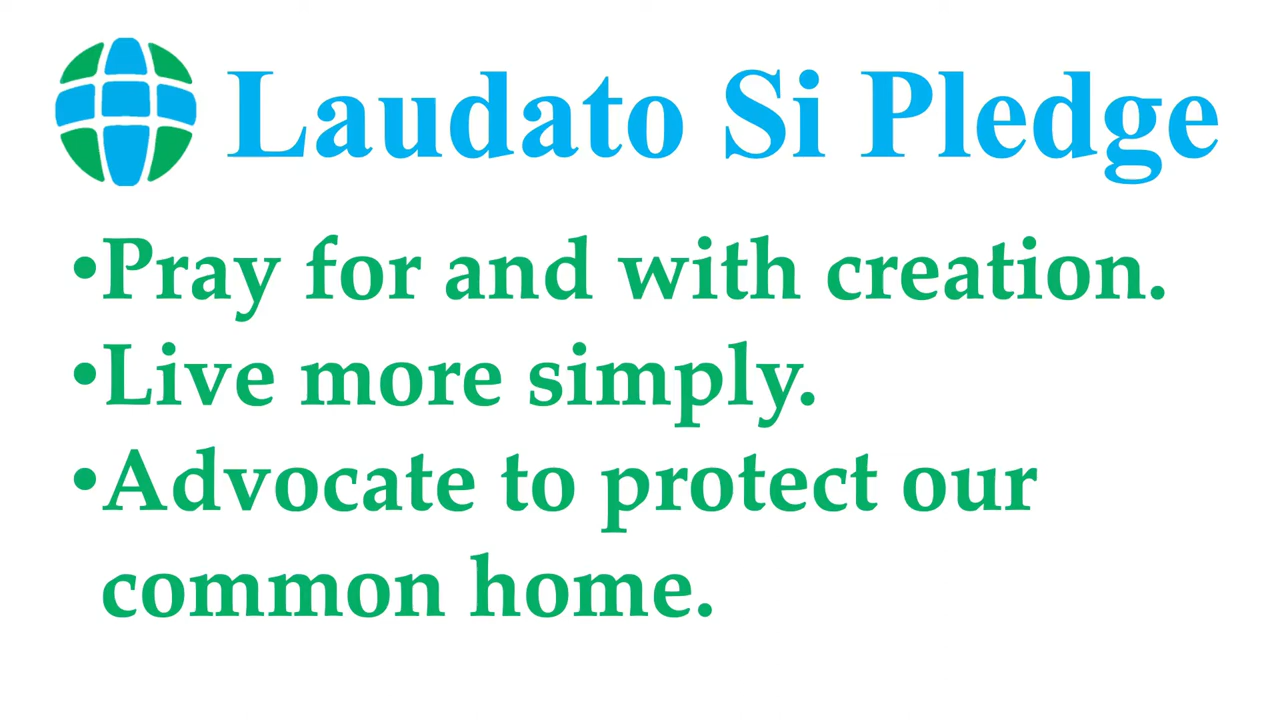 Laudato Si Pledge
•Pray for and with creation.
•Live more simply.
•Advocate to protect our
common home.